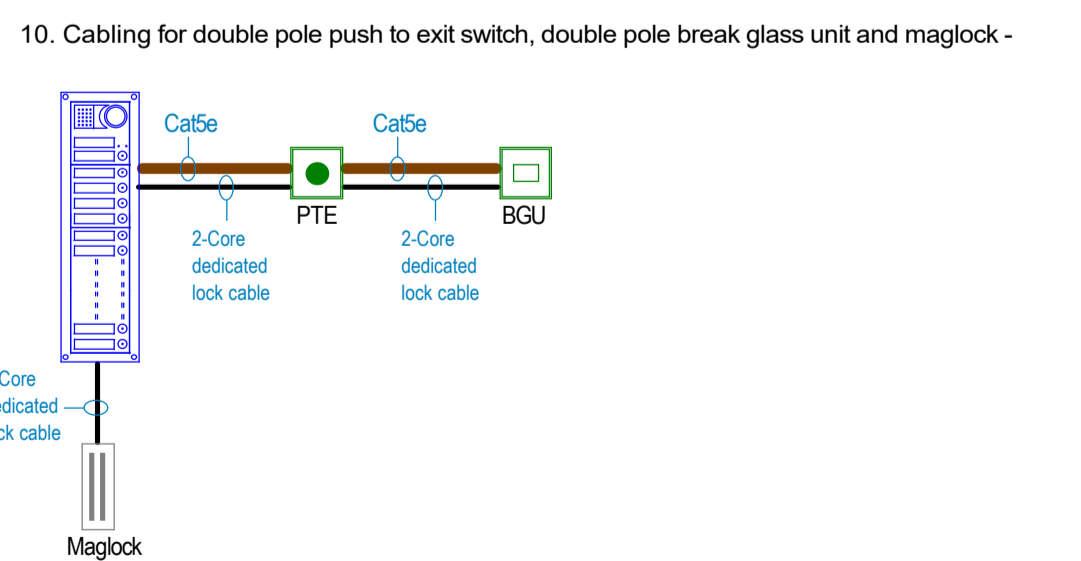 10. Cabling for double pole push to exit switch, double pole break glass unit and maglock -
Cat5e
Cat5e
PTE
BGU
2-Core
dedicated
lock cable
2-Core
dedicated
lock cable
Core
dicated
ck cable
Maglock